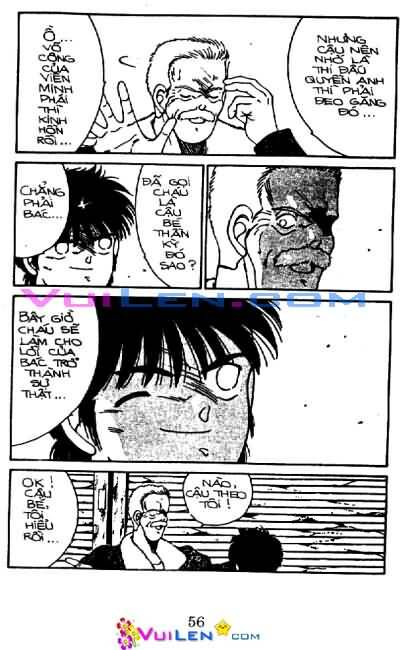 NHƯNG
CẬU NÊN
NHỚ LÀ
THI ĐẤU
QUYỀN ANH
THÌ PHẢI
ĐEO GĂNG
ĐÓ...
Ồ...
VÕ
CÔNG
CỦA
VIÊN
MINH
PHẢI
THÌ
KINH
HỒN
RỒI...
ĐÃ GỌI
CHÁU
LÀ
CẬU
BÉ
THẦN
KỲ
ĐÓ
SAO?
CHẲNG
PHẢI
BÁC...
VUILEN.COM
BÂY GIỜ
CHÁU SẼ
LÀM CHO
LỜI CỦA
BÁC TRỞ
THÀNH
SỰ
THẬT...
NÀO,
CẬU THEO
TÔI!
OK!
CẬU
BÉ,
TÔI
HIỂU
RỒI...
56
VUILEN.COM